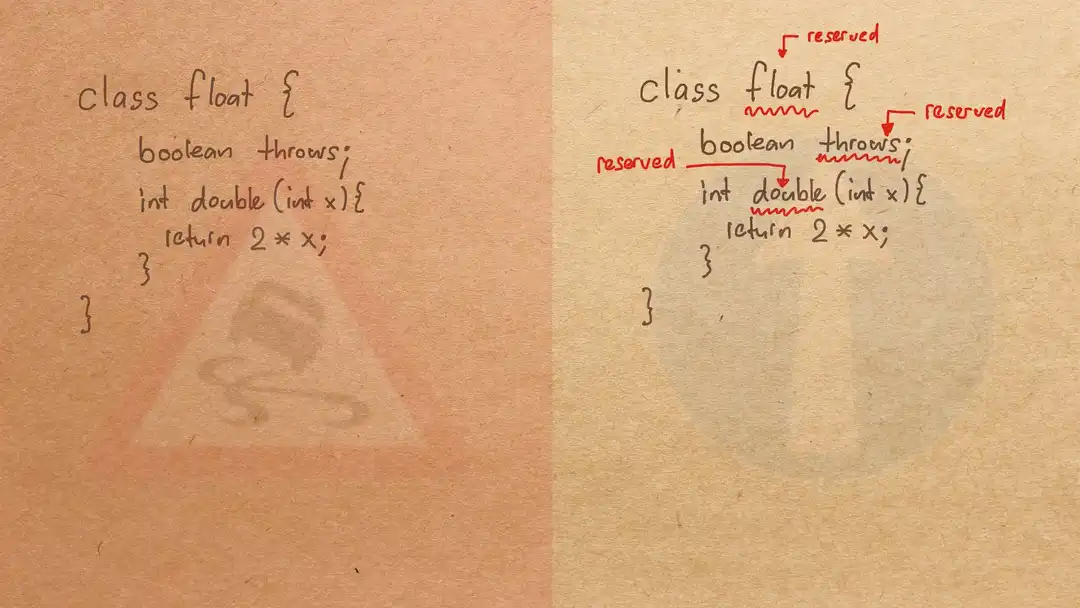 class float {
boolean throws;
int double (int x){
return 2 * x;
}
}
reserved
class float {
reserved
boolean throws;
reserved
int double (int x){
return 2 * x;
}
}